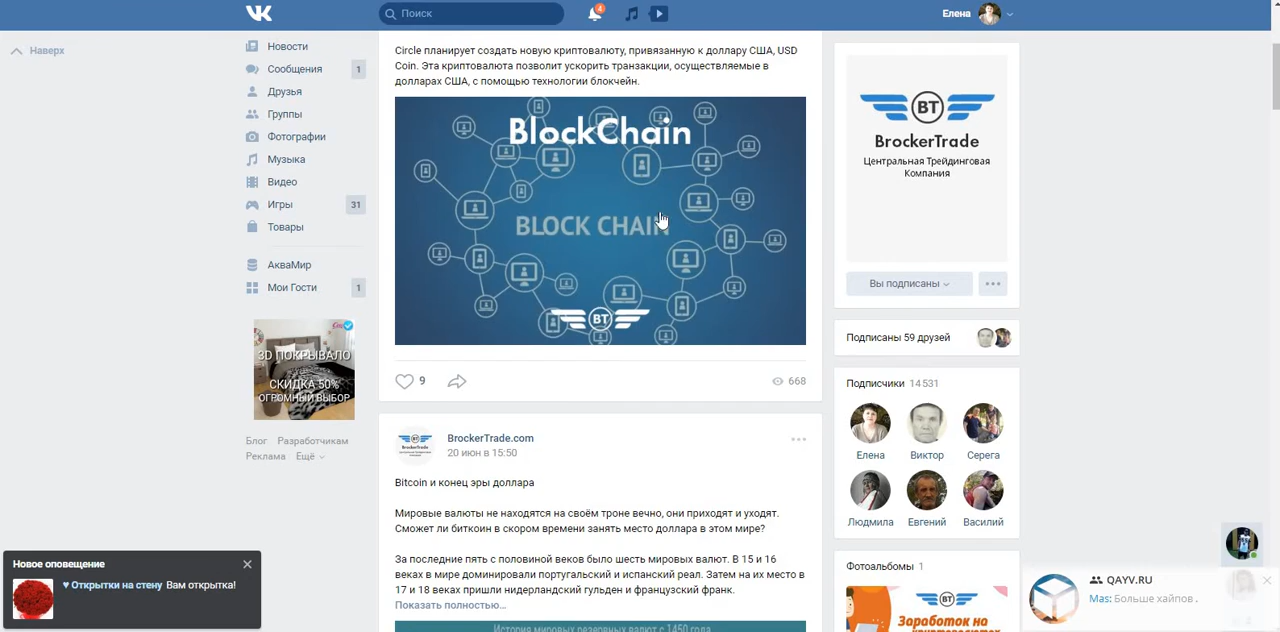 Поиск
4
Елена
Наверх
Новости
Сообщения 1
Друзья
Группы
Фотографии
Музыка
Видео
Игры 31
Товары
АкваМир
Мои Гости 1
3D ПОКРЫВАЛО
СКИДКА 50%
ОГРОМНЫЙ ВЫБОР
Блог Разработчикам
Реклама Ещё
Circle планирует создать новую криптовалюту, привязанную к доллару США, USD
Coin. Эта криптовалюта позволит ускорить транзакции, осуществляемые в
долларах США, с помощью технологии блокчейн.
BlockChain
BLOCK CHAIN
BT
9
668
BrockerTrade.com
20 июн в 15:50
Bitcoin и конец эры доллара
Мировые валюты не находятся на своём троне вечно, они приходят и уходят.
Сможет ли биткоин в скором времени занять место доллара в этом мире?
За последние пять с половиной веков было шесть мировых валют. В 15 и 16
веках в мире доминировали португальский и испанский реал. Затем на их место в
17 и 18 веках пришли нидерландский гульден и французский франк.
Показать полностью...
История мировых резервных валют с 1450 года
BT
BrockerTrade
Центральная Трейдинговая
Компания
Вы подписаны
Подписаны 59 друзей
Подписчики 14 531
Елена Виктор Серега
Людмила Евгений Василий
Фотоальбомы 1
BT
Заработок на
Новое оповещение
♥ Открытки на стену Вам открытка!
QAYV.RU
Mas: Больше хайпов .